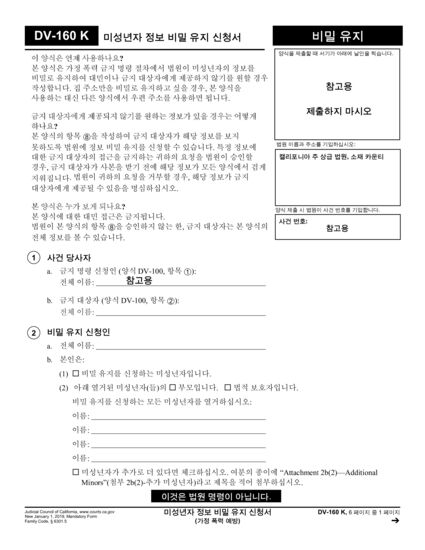 DV-160 K 미성년자 정보 비밀 유지 신청서
비밀 유지
이 양식은 언제 사용하나요?
본 양식은 가정 폭력 금지 명령 절차에서 법원이 미성년자의 정보를
비밀로 유지하여 대민이나 금지 대상자에게 제공하지 않기를 원할 경우
작성합니다. 집 주소만을 비밀로 유지하고 싶을 경우, 본 양식을
사용하는 대신 다른 양식에서 우편 주소를 사용하면 됩니다.
금지 대상자에게 제공되지 않기를 원하는 정보가 있을 경우는 어떻게
하나요?
본 양식의 항목 ⑧을 작성하여 금지 대상자가 해당 정보를 보지
못하도록 법원에 정보 비밀 유지를 신청할 수 있습니다. 특정 정보에
대한 금지 대상자의 접근을 금지하는 귀하의 요청을 법원이 승인할
경우, 금지 대상자가 사본을 받기 전에 해당 정보가 모든 양식에서 검게
지워집니다. 법원이 귀하의 요청을 거부할 경우, 해당 정보가 금지
대상자에게 제공될 수 있음을 명심하십시오.
본 양식은 누가 보게 되나요?
본 양식에 대한 대민 접근은 금지됩니다.
법원이 본 양식의 항목 ⑧을 승인하지 않는 한, 금지 대상자는 본 양식의
전체 정보를 볼 수 있습니다.
양식을 제출할 때 서기가 아래에 날인을 찍습니다.
참고용
제출하지 마시오
법원 이름과 주소를 기입하십시오:
캘리포니아 주 상급 법원, 소재 카운티
양식 제출 시 법원이 사건 번호를 기입합니다.
사건 번호:
참고용
1 사건 당사자
a. 금지 명령 신청인 (양식 DV-100, 항목 ①):
전체 이름: 참고용
b. 금지 대상자 (양식 DV-100, 항목 ②):
전체 이름:
2 비밀 유지 신청인
a. 전체 이름:
b. 본인은:
(1) ☐ 비밀 유지를 신청하는 미성년자입니다.
(2) 아래 열거된 미성년자(들)의 ☐ 부모입니다. ☐ 법적 보호자입니다.
비밀 유지를 신청하는 모든 미성년자를 열거하십시오:
이름:
이름:
이름:
이름:
☐ 미성년자가 추가로 더 있다면 체크하십시오. 여분의 종이에 “Attachment 2b(2)—Additional
Minors”(첨부 2b(2)-추가 미성년자)라고 제목을 적어 첨부하십시오.
이것은 법원 명령이 아닙니다.
Judicial Council of California, www.courts.ca.gov
New January 1, 2019, Mandatory Form
Family Code, § 6301.5
미성년자 정보 비밀 유지 신청서
(가정 폭력 예방)
DV-160 K, 6 페이지 중 1 페이지
→